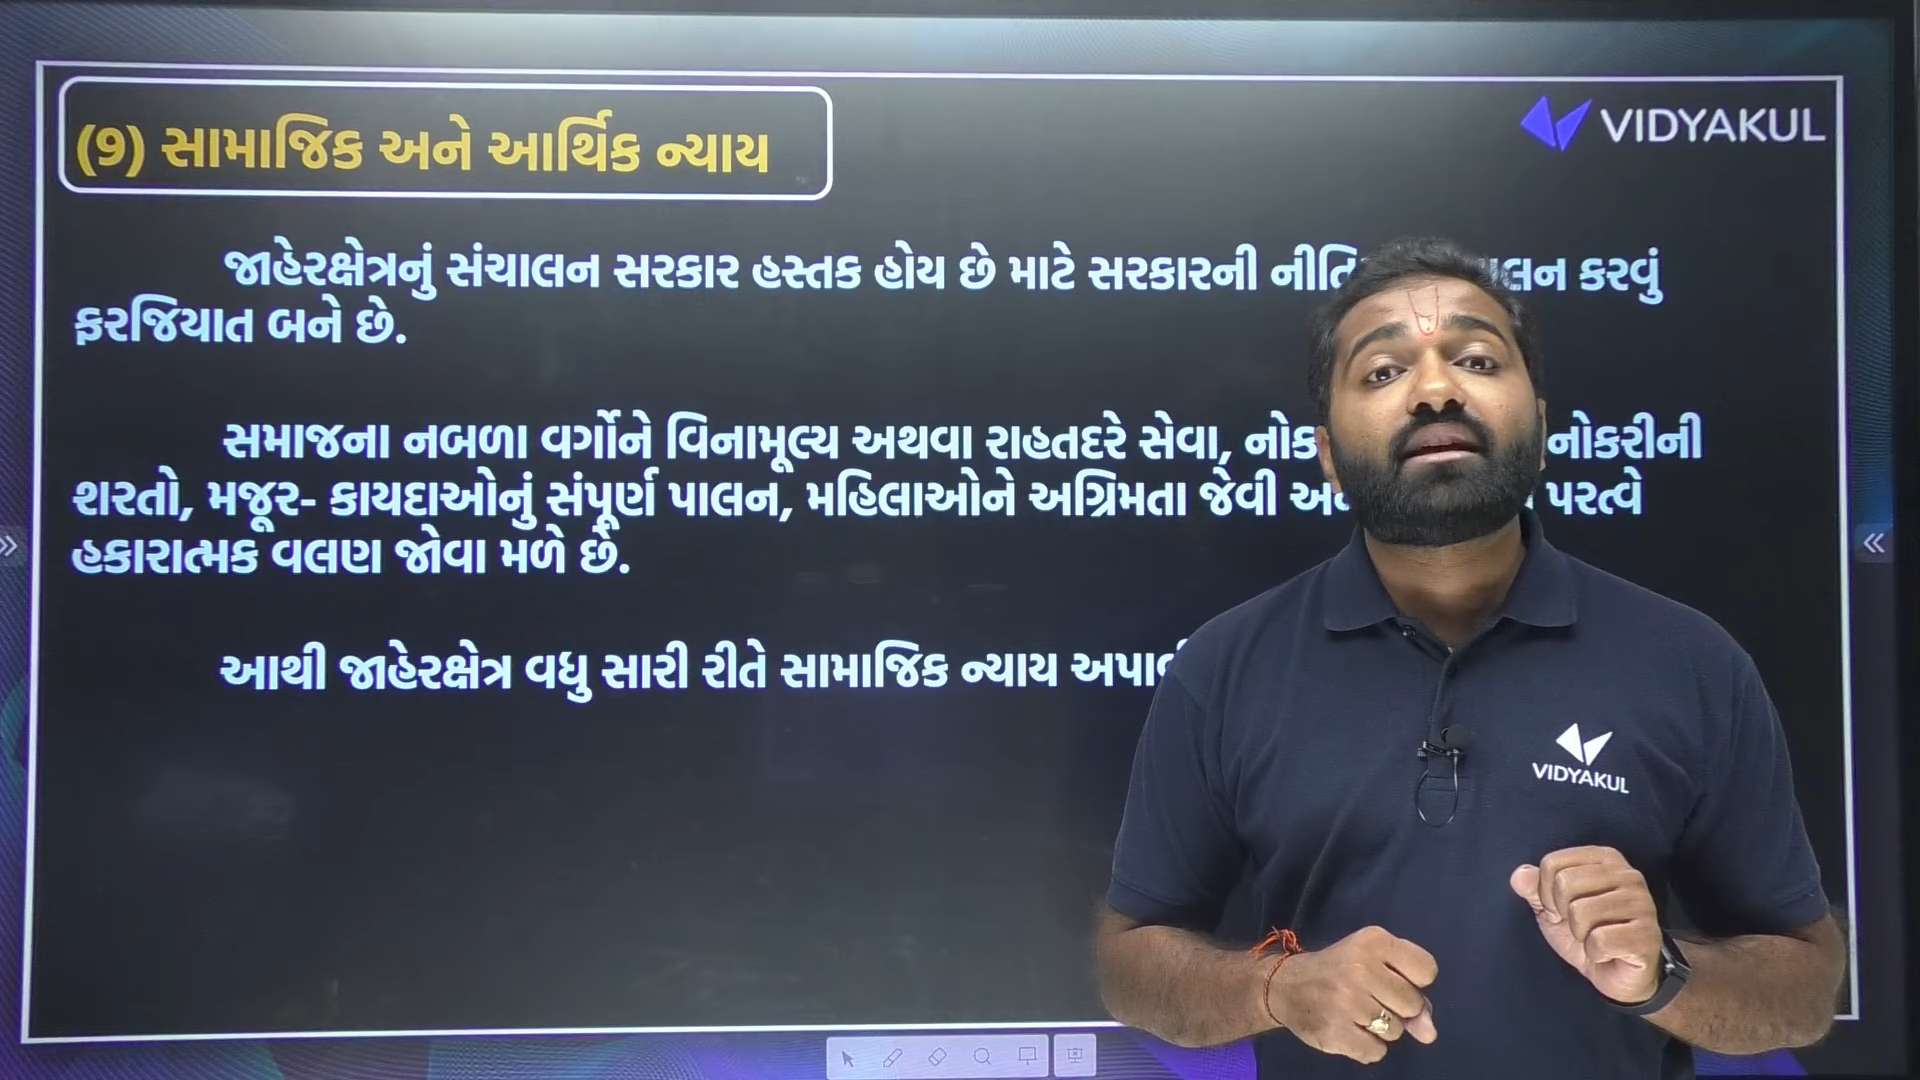 (9) સામાજિક અને આર્થિક ન્યાય
VIDYAKUL
જાહેરક્ષેત્રનું સંચાલન સરકાર હસ્તક હોય છે માટે સરકારની કરવું
ફરજિયાત બને છે.
સમાજના નબળા વર્ગોને વિનામૂલ્ય અથવા રાહતદરે સેવા, નોકરીની
શરતો, મજૂર- કાયદાઓનું સંપૂર્ણ પાલન, મહિલાઓને અગ્રિમતા જેવી પરત્વે
હકારાત્મક વલણ જોવા મળે છે.
આથી જાહેરક્ષેત્ર વધુ સારી રીતે સામાજિક ન્યાય
VIDYAKUL